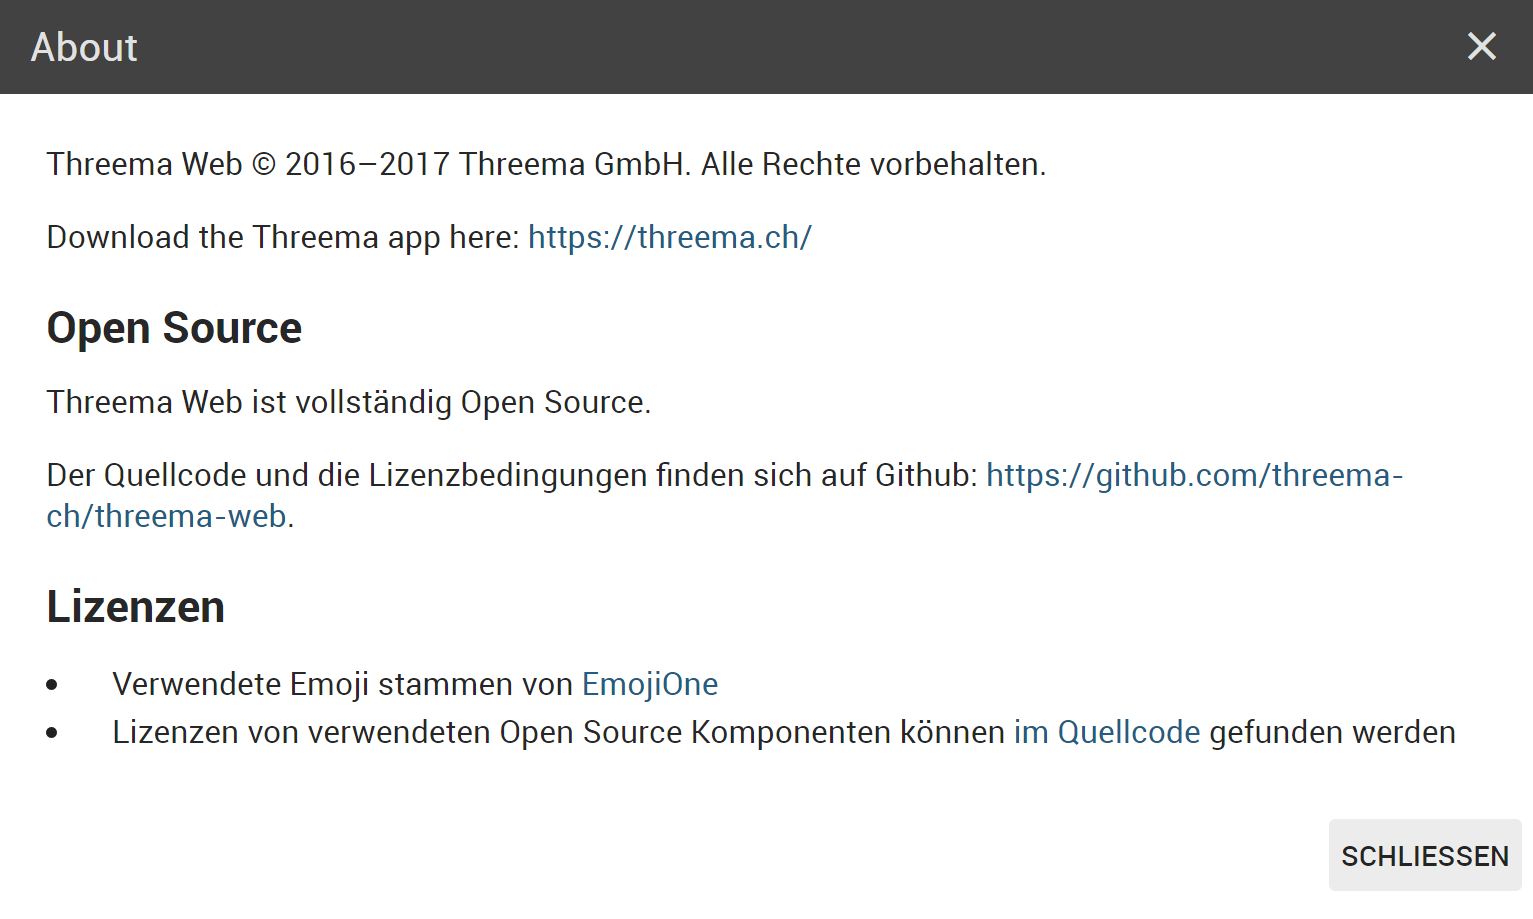 About
Threema Web © 2016–2017 Threema GmbH. Alle Rechte vorbehalten.
Download the Threema app here: https://threema.ch/
Open Source
Threema Web ist vollständig Open Source.
Der Quellcode und die Lizenzbedingungen finden sich auf Github: https://github.com/threema-
ch/threema-web.
Lizenzen
• Verwendete Emoji stammen von EmojiOne
• Lizenzen von verwendeten Open Source Komponenten können im Quellcode gefunden werden
SCHLIESSEN